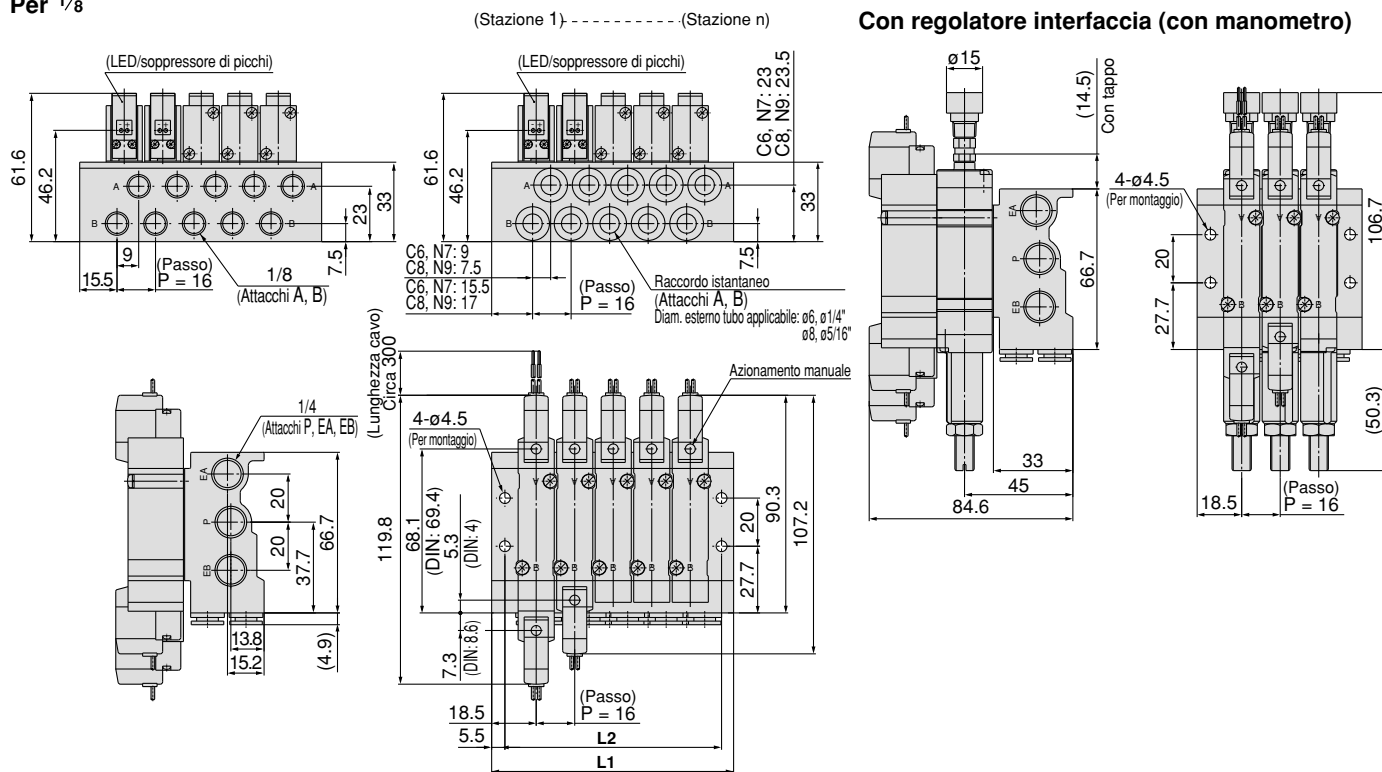 Per 1/8
(Stazione 1) (Stazione n)
Con regolatore interfaccia (con manometro)
(LED/soppressore di picchi)
61.6
46.2
A
A
B
B
33
23
7.5
9
15.5
(Passo)
P = 16
1/8
(Attacchi A, B)
(LED/soppressore di picchi)
C6, N7: 23
C8, N9: 23.5
61.6
46.2
A
A
B
B
33
7.5
C6, N7: 9
C8, N9: 7.5
C6, N7: 15.5
C8, N9: 17
(Passo)
P = 16
Raccordo istantaneo
(Attacchi A, B)
Diam. esterno tubo applicabile: ø6, ø1/4"
ø8, ø5/16"
ø15
(14.5)
Con tappo
EA
P
EB
66.7
33
45
84.6
4-ø4.5
(Per montaggio)
20
27.7
106.7
(50.3)
18.5
(Passo)
P = 16
B
B
1/4
(Attacchi P, EA, EB)
EA
P
EB
20
20
37.7
66.7
13.8
15.2
(4.9)
(Lunghezza cavo)
Circa 300
Azionamento manuale
4-ø4.5
(Per montaggio)
119.8
68.1
(DIN: 69.4)
5.3
(DIN: 4)
7.3
(DIN: 8.6)
B
B
B
B
B
20
27.7
90.3
107.2
18.5
(Passo)
P = 16
5.5
L2
L1